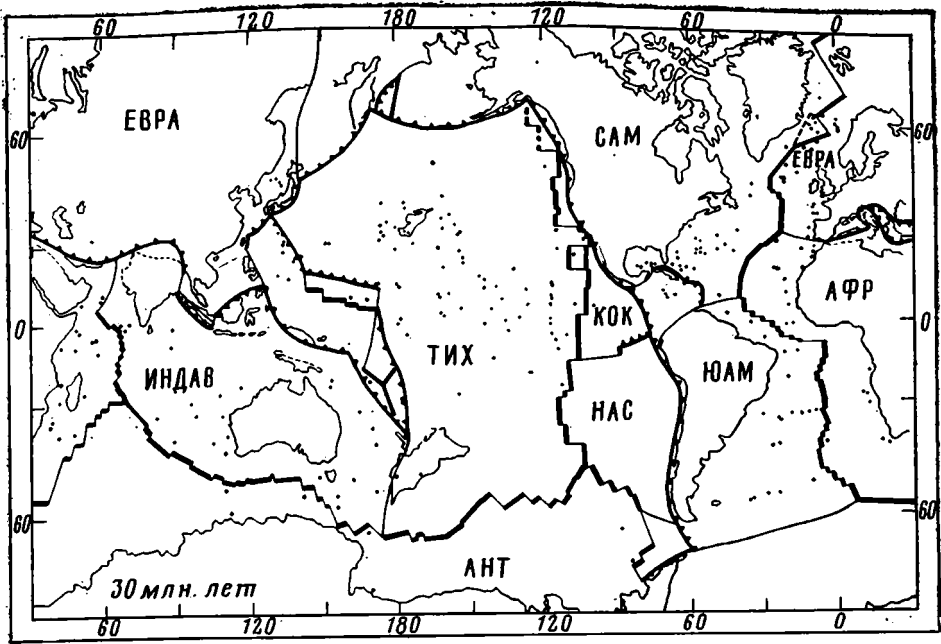 60 120 180 120 60 0
ЕВРА
САМ
60 60
ЕВРА
АФР
КОК
0 0
ТИХ
ИНДАВ
ЮАМ
НАС
60 60
АНТ
30 млн. лет
60 120 180 120 60 0